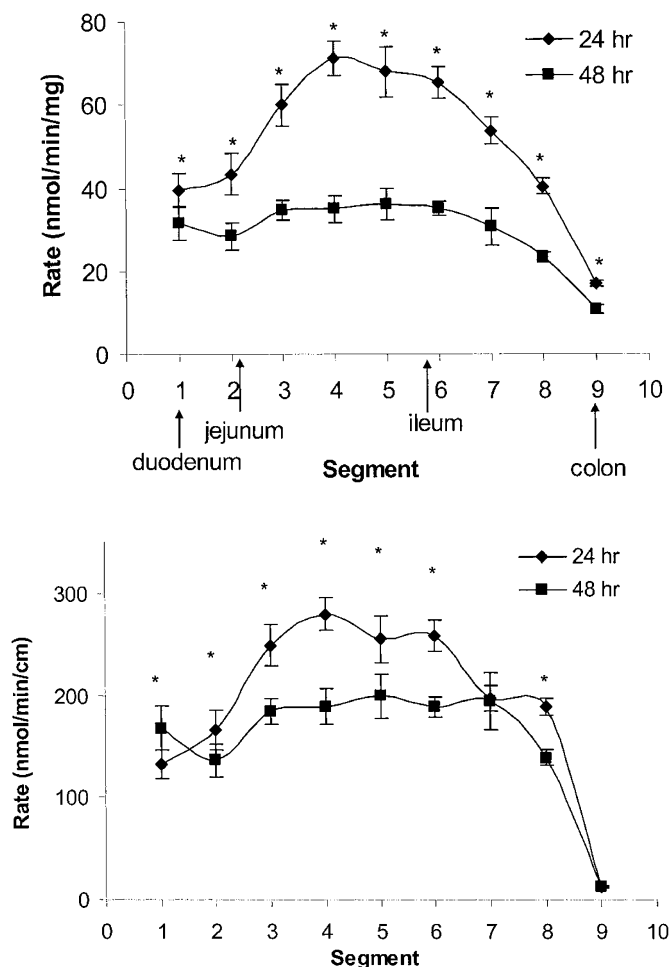 80
60
40
20
0
Rate (nmol/min/mg)
* * * * * * * * *
24 hr
48 hr
0 1 2 3 4 5 6 7 8 9 10
duodenum
jejunum
ileum
colon
Segment
300
200
100
0
Rate (nmol/min/cm)
* * * * * * *
24 hr
48 hr
0 1 2 3 4 5 6 7 8 9 10
Segment